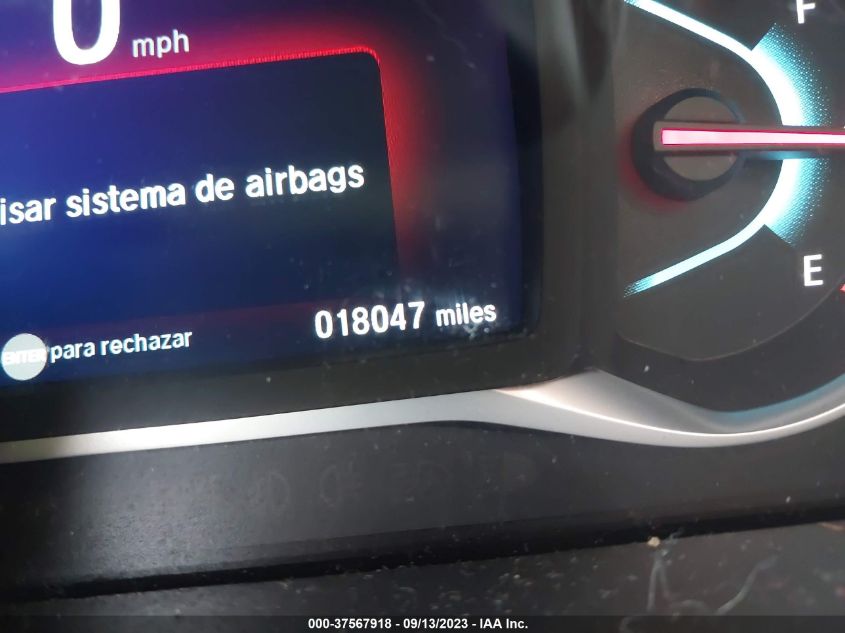 0 mph
F
isar sistema de airbags
E
018047 miles
ENTER para rechazar
000-37567918 - 09/13/2023 - IAA Inc.